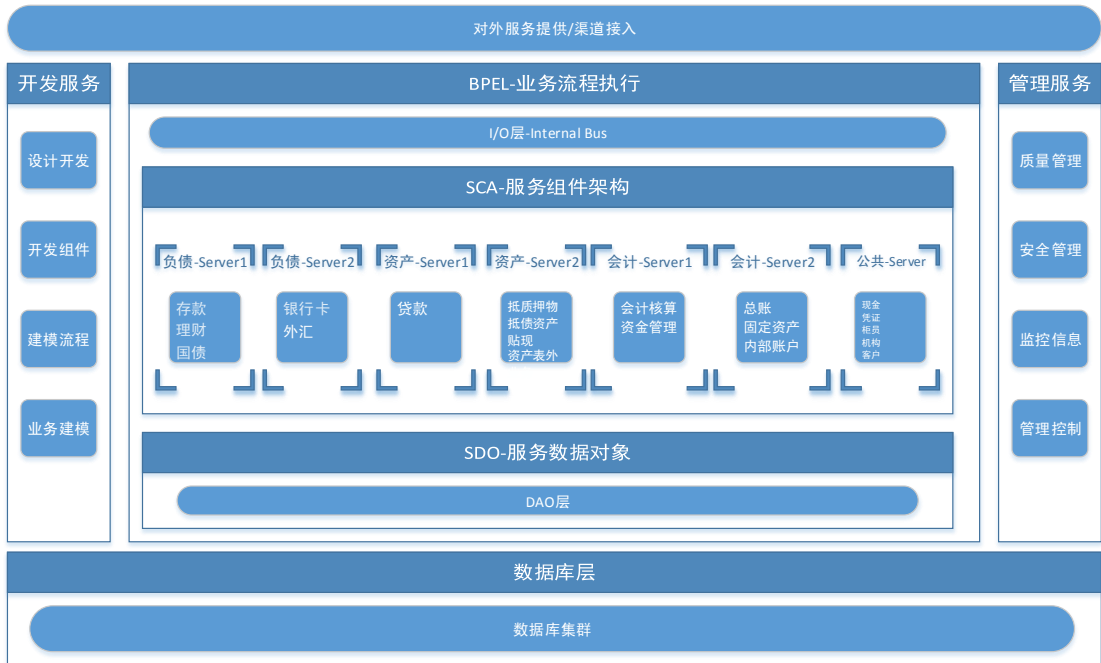 对外服务提供/渠道接入
开发服务
设计开发
开发组件
建模流程
业务建模
BPEL-业务流程执行
I/O层-Internal Bus
SCA-服务组件架构
负债-Server1
存款
理财
国债
负债-Server2
银行卡
外汇
资产-Server1
贷款
资产-Server2
抵质押物
抵债资产
贴现
资产表外
会计-Server1
会计核算
资金管理
会计-Server2
总账
固定资产
内部账户
公共-Server
现金
凭证
柜员
机构
客户
SDO-服务数据对象
DAO层
管理服务
质量管理
安全管理
监控信息
管理控制
数据库层
数据库集群